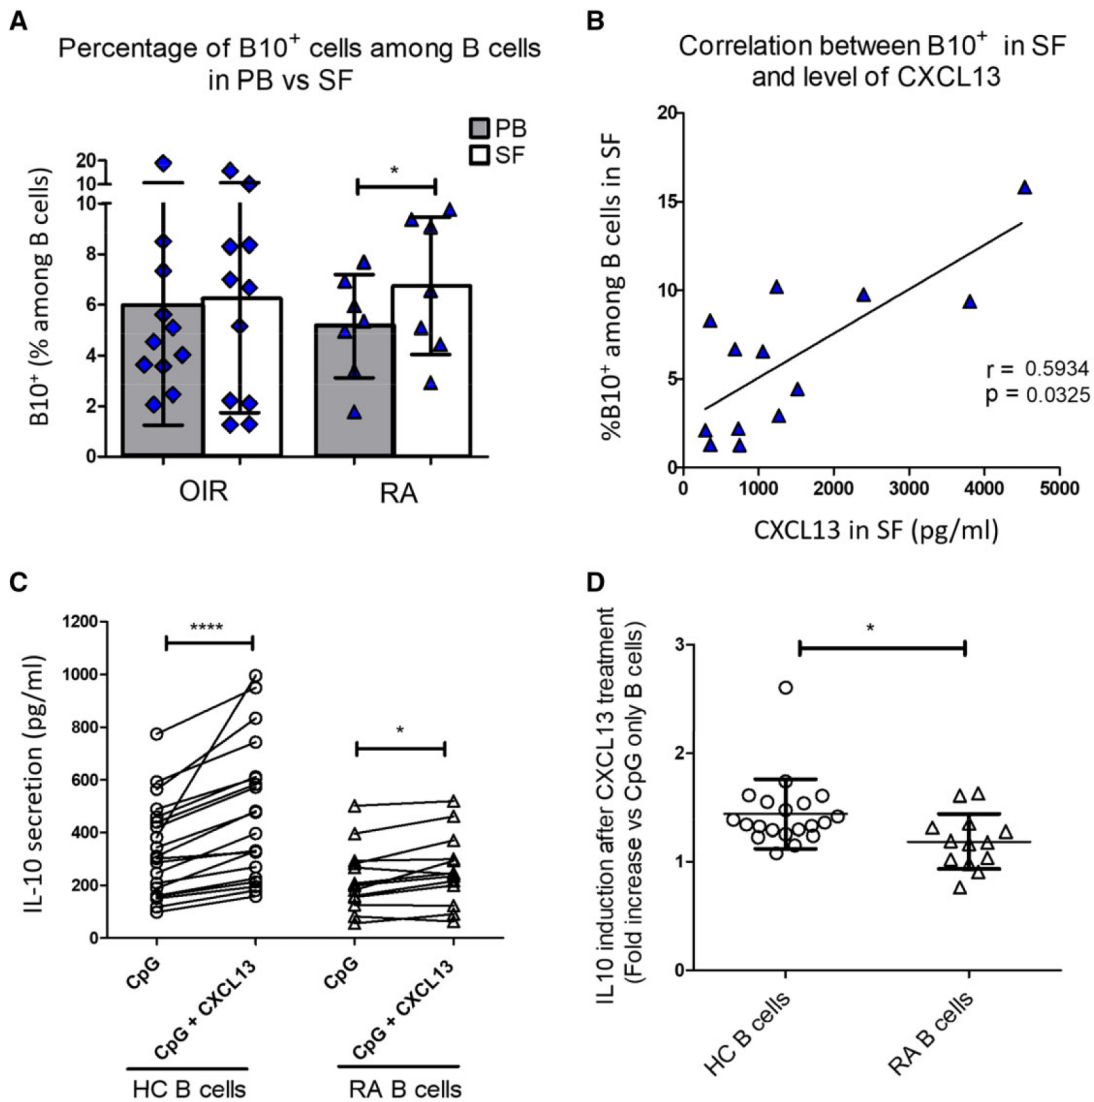 A
Percentage of B10+ cells among B cells
in PB vs SF
PB
SF
B10+ (% among B cells)
20
10
10
8
6
4
2
0
*
OIR
RA
B
Correlation between B10+ in SF
and level of CXCL13
%B10+ among B cells in SF
20
15
10
5
0
r = 0.5934
p = 0.0325
0
1000
2000
3000
4000
5000
CXCL13 in SF (pg/ml)
C
IL-10 secretion (pg/ml)
1200
1000
800
600
400
200
0
****
*
CpG
CpG + CXCL13
CpG
CpG + CXCL13
HC B cells
RA B cells
D
IL10 induction after CXCL13 treatment
(Fold increase vs CpG only B cells)
3
2
1
0
*
HC B cells
RA B cells